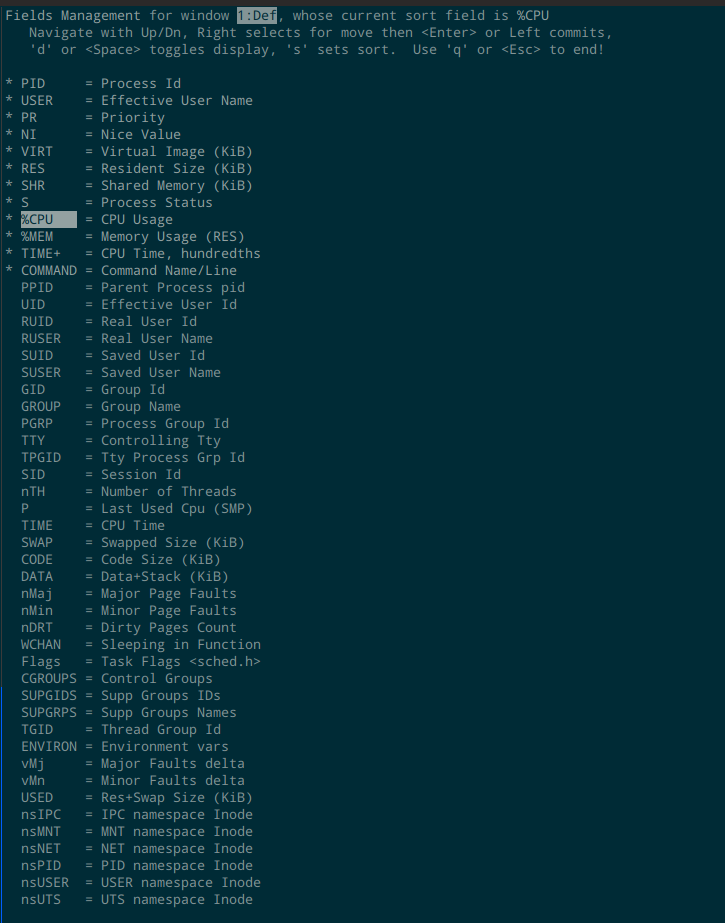 Fields Management for window 1:Def, whose current sort field is %CPU
   Navigate with Up/Dn, Right selects for move then <Enter> or Left commits,
   'd' or <Space> toggles display, 's' sets sort.  Use 'q' or <Esc> to end!

* PID     = Process Id
* USER    = Effective User Name
* PR      = Priority
* NI      = Nice Value
* VIRT    = Virtual Image (KiB)
* RES     = Resident Size (KiB)
* SHR     = Shared Memory (KiB)
* S       = Process Status
* %CPU    = CPU Usage
* %MEM    = Memory Usage (RES)
* TIME+   = CPU Time, hundredths
* COMMAND = Command Name/Line
  PPID    = Parent Process pid
  UID     = Effective User Id
  RUID    = Real User Id
  RUSER   = Real User Name
  SUID    = Saved User Id
  SUSER   = Saved User Name
  GID     = Group Id
  GROUP   = Group Name
  PGRP    = Process Group Id
  TTY     = Controlling Tty
  TPGID   = Tty Process Grp Id
  SID     = Session Id
  nTH     = Number of Threads
  P       = Last Used Cpu (SMP)
  TIME    = CPU Time
  SWAP    = Swapped Size (KiB)
  CODE    = Code Size (KiB)
  DATA    = Data+Stack (KiB)
  nMaj    = Major Page Faults
  nMin    = Minor Page Faults
  nDRT    = Dirty Pages Count
  WCHAN   = Sleeping in Function
  Flags   = Task Flags <sched.h>
  CGROUPS = Control Groups
  SUPGIDS = Supp Groups IDs
  SUPGRPS = Supp Groups Names
  TGID    = Thread Group Id
  ENVIRON = Environment vars
  vMj     = Major Faults delta
  vMn     = Minor Faults delta
  USED    = Res+Swap Size (KiB)
  nsIPC   = IPC namespace Inode
  nsMNT   = MNT namespace Inode
  nsNET   = NET namespace Inode
  nsPID   = PID namespace Inode
  nsUSER  = USER namespace Inode
  nsUTS   = UTS namespace Inode